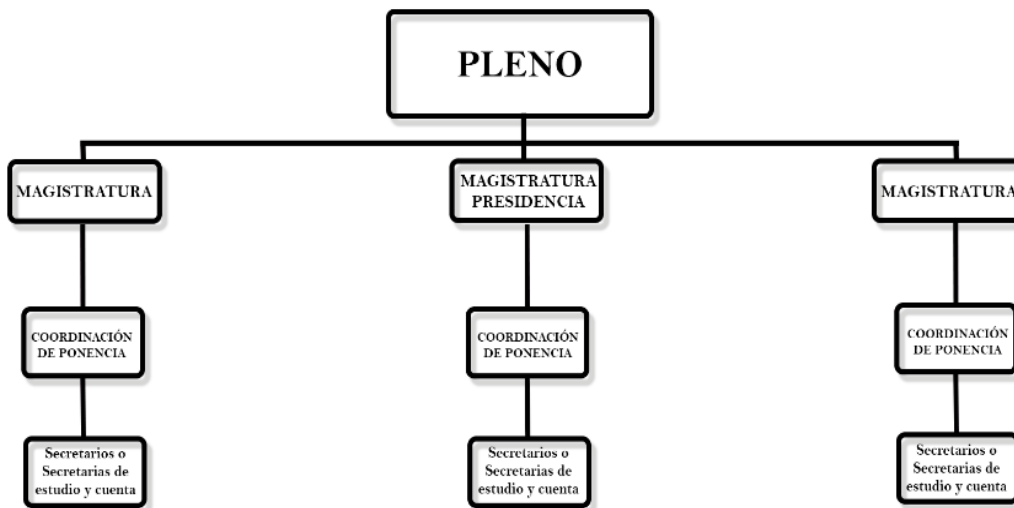 PLENO
MAGISTRATURA
MAGISTRATURA
PRESIDENCIA
MAGISTRATURA
COORDINACIÓN
DE PONENCIA
COORDINACIÓN
DE PONENCIA
COORDINACIÓN
DE PONENCIA
Secretarios o
Secretarias de
estudio y cuenta
Secretarios o
Secretarias de
estudio y cuenta
Secretarios o
Secretarias de
estudio y cuenta